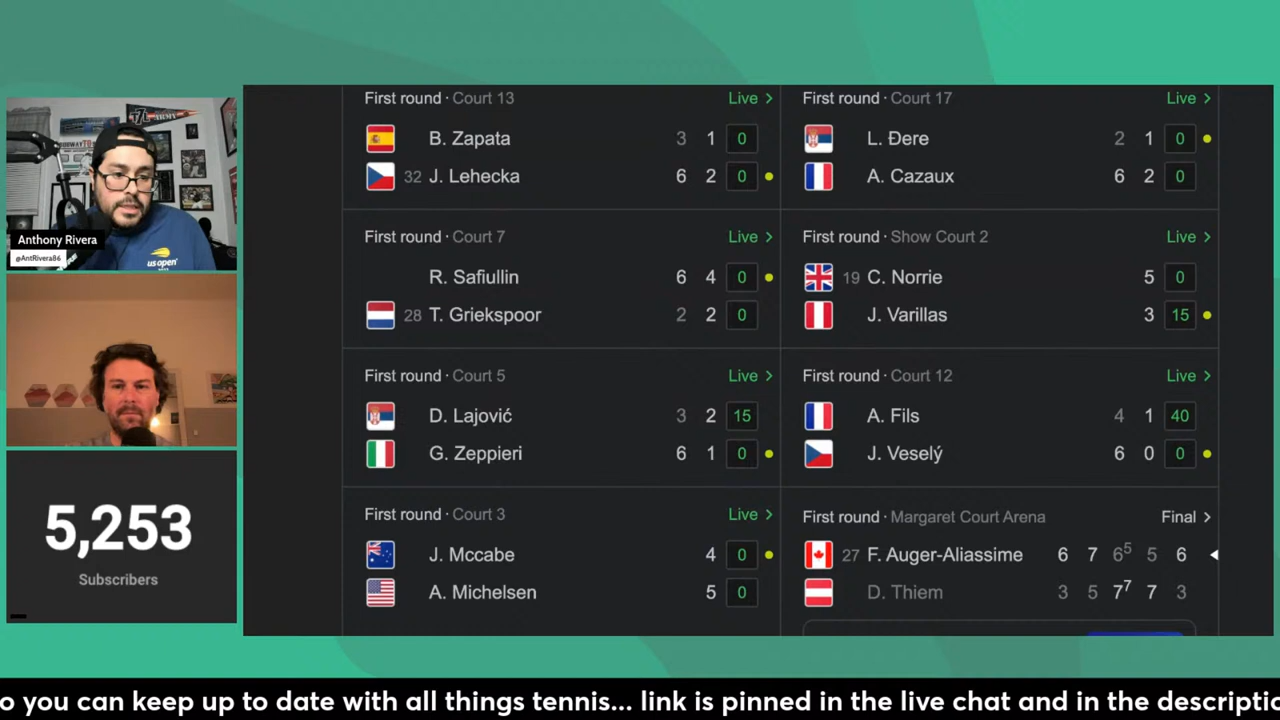 First round · Court 13 Live >
B. Zapata 3 1 0
32 J. Lehecka 6 2 0
First round · Court 17 Live >
L. Đere 2 1 0
A. Cazaux 6 2 0
First round · Court 7 Live >
R. Safiullin 6 4 0
28 T. Griekspoor 2 2 0
First round · Show Court 2 Live >
19 C. Norrie 5 0
J. Varillas 3 15
First round · Court 5 Live >
D. Lajović 3 2 15
G. Zeppieri 6 1 0
First round · Court 12 Live >
A. Fils 4 1 40
J. Veselý 6 0 0
First round · Court 3 Live >
J. Mccabe 4 0
A. Michelsen 5 0
First round · Margaret Court Arena Final >
27 F. Auger-Aliassime 6 7 6⁵ 5 6
D. Thiem 3 5 7⁷ 7 3
ARMY
us open
Anthony Rivera
@AntRivera86
5,253
Subscribers
o you can keep up to date with all things tennis... link is pinned in the live chat and in the descriptio